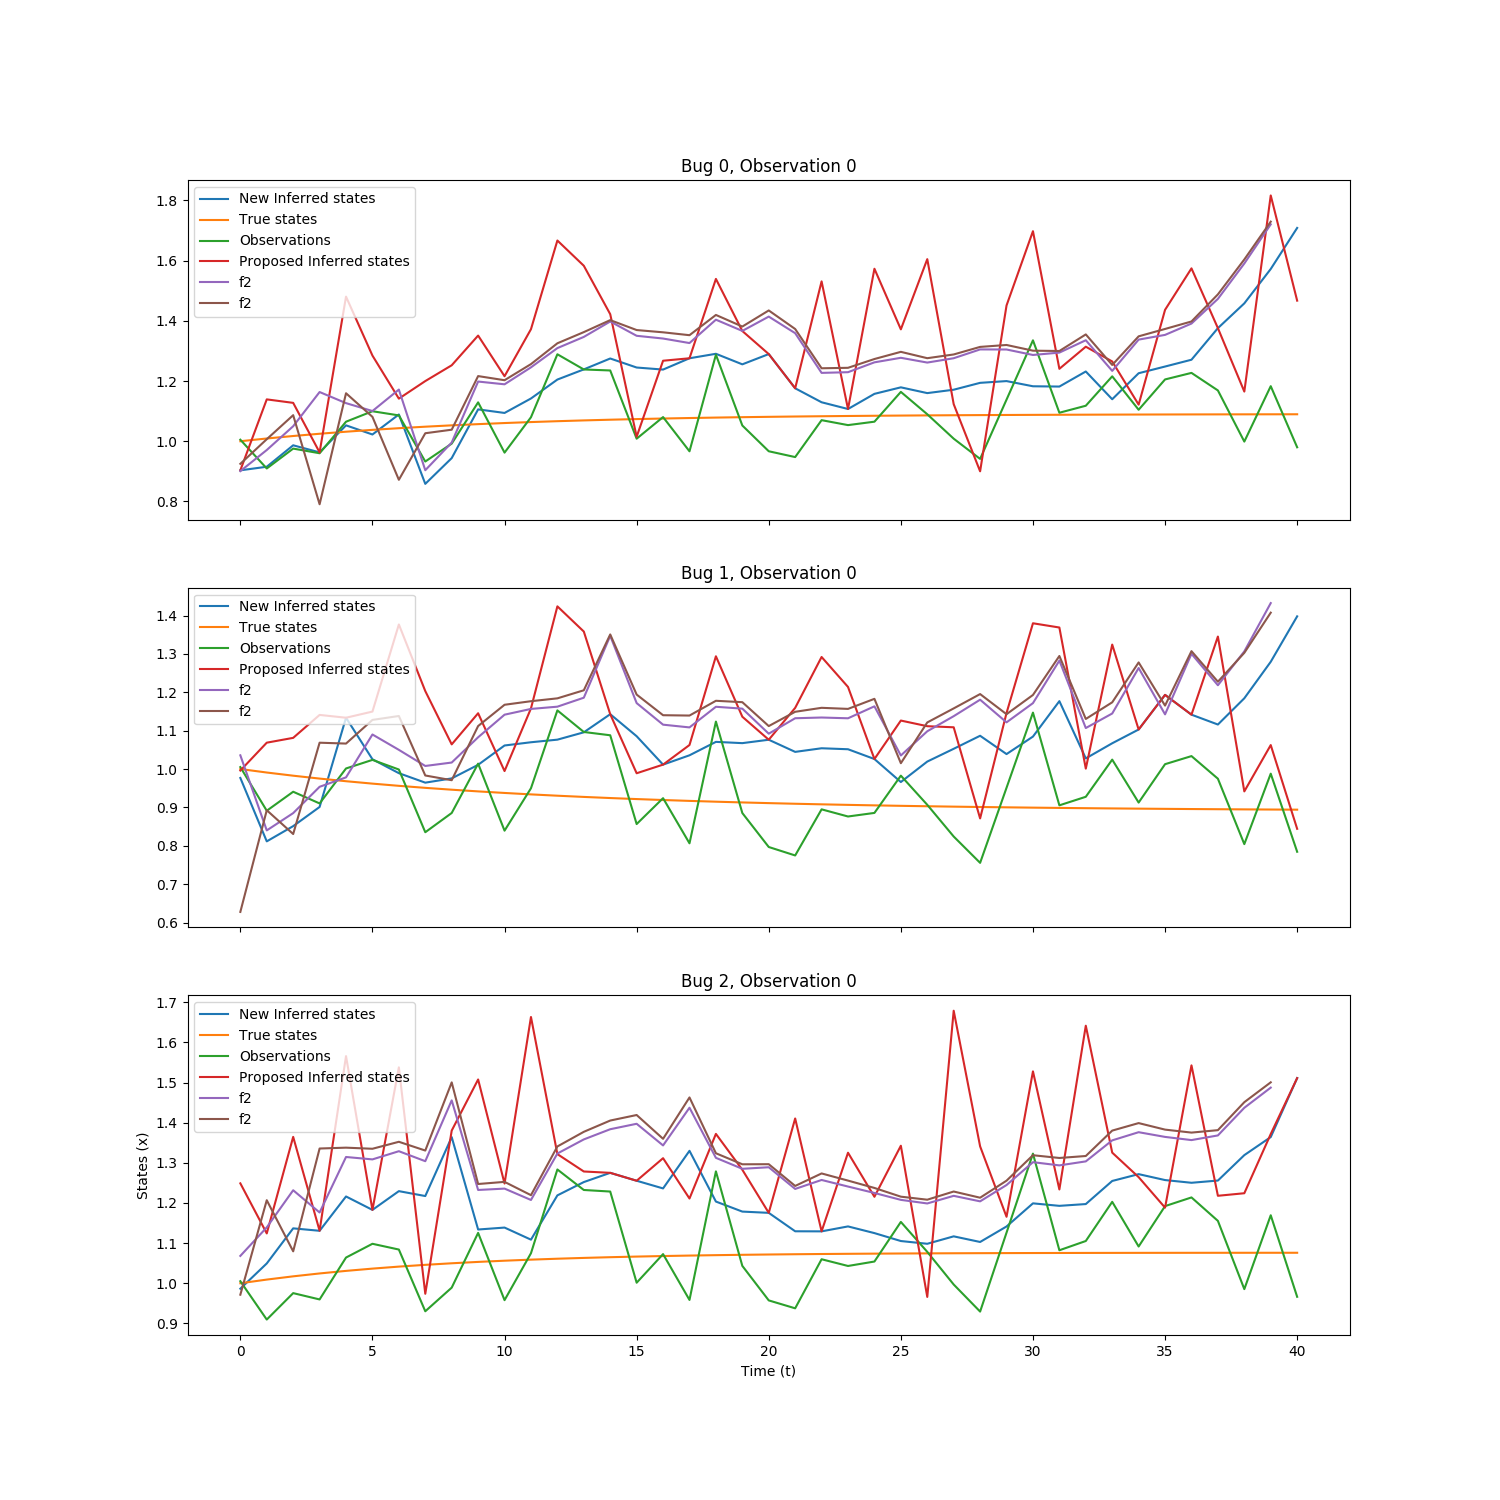 Bug 0, Observation 0
1.8
1.6
1.4
1.2
1.0
0.8
New Inferred states
True states
Observations
Proposed Inferred states
f2
f2
Bug 1, Observation 0
1.4
1.3
1.2
1.1
1.0
0.9
0.8
0.7
0.6
New Inferred states
True states
Observations
Proposed Inferred states
f2
f2
Bug 2, Observation 0
States (x)
1.7
1.6
1.5
1.4
1.3
1.2
1.1
1.0
0.9
New Inferred states
True states
Observations
Proposed Inferred states
f2
f2
0 5 10 15 20 25 30 35 40
Time (t)